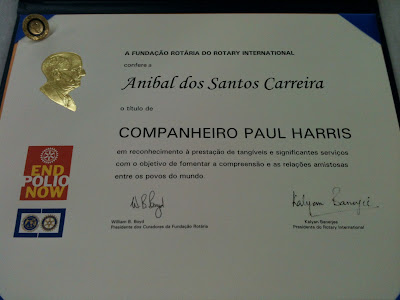 A FUNDAÇÃO ROTÁRIA DO ROTARY INTERNATIONAL
confere a
Anibal dos Santos Carreira
o título de
COMPANHEIRO PAUL HARRIS
em reconhecimento à prestação de tangíveis e significantes serviços
com o objetivo de fomentar a compreensão e as relações amistosas
entre os povos do mundo.
END
POLIO
NOW
William B. Boyd
Presidente dos Curadores da Fundação Rotária
Kalyan Banerjee
Presidente do Rotary International